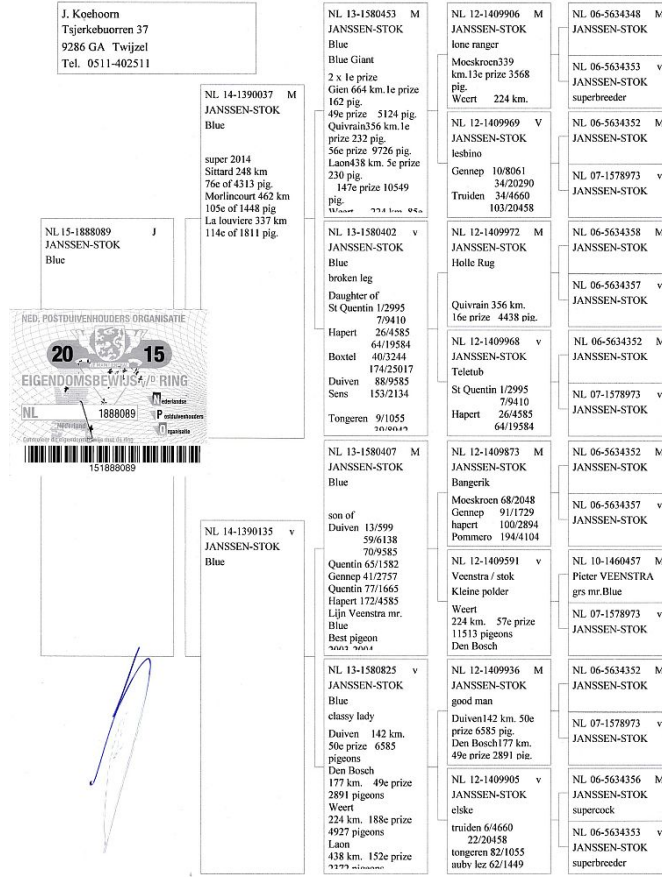 J. Koehoorn
Tsjerkebuorren 37
9286 GA Twijzel
Tel. 0511-402511
NL 15-1888089 J
JANSSEN-STOK
Blue
NED. POSTDUIVENHOUDERS ORGANISATIE
20 15
EIGENDOMSBEWIJS RING
Nederlandse
Postduivenhouders
Organisatie
NL 1888089
151888089
NL 14-1390037 M
JANSSEN-STOK
Blue
super 2014
Sittard 248 km
76e of 4313 pig.
Morlincourt 462 km
105e of 1448 pig
La louviere 337 km
114e of 1811 pig.
NL 14-1390135 v
JANSSEN-STOK
Blue
NL 13-1580453 M
JANSSEN-STOK
Blue
Blue Giant
2 x 1e prize
Gien 664 km.1e prize
162 pig.
49e prize 5124 pig.
Quivrain356 km.1e
prize 232 pig.
56e prize 9726 pig.
Laon438 km. 5e prize
230 pig.
147e prize 10549
pig.
Weert 224 km 85e
NL 13-1580402 v
JANSSEN-STOK
Blue
broken leg
Daughter of
St Quentin 1/2995
7/9410
Hapert 26/4585
64/19584
Boxtel 40/3244
174/25017
Duiven 88/9585
Sens 153/2134
Tongeren 9/1055
NL 13-1580407 M
JANSSEN-STOK
Blue
son of
Duiven 13/599
59/6138
70/9585
Quentin 65/1582
Gennep 41/2757
Quentin 77/1665
Hapert 172/4585
Lijn Veenstra mr.
Blue
Best pigeon
2003-2004
NL 13-1580825 v
JANSSEN-STOK
Blue
classy lady
Duiven 142 km.
50e prize 6585
pigeons
Den Bosch
177 km. 49e prize
2891 pigeons
Weert
224 km. 188e prize
4927 pigeons
Laon
438 km. 152e prize
2372 pigeons
NL 12-1409906 M
JANSSEN-STOK
lone ranger
Moeskroen339
km.13e prize 3568
pig.
Weert 224 km.
NL 12-1409969 V
JANSSEN-STOK
lesbino
Gennep 10/8061
34/20290
Truiden 34/4660
103/20458
NL 12-1409972 M
JANSSEN-STOK
Holle Rug
Quivrain 356 km.
16e prize 4438 pig.
NL 12-1409968 v
JANSSEN-STOK
Teletub
St Quentin 1/2995
7/9410
Hapert 26/4585
64/19584
NL 12-1409873 M
JANSSEN-STOK
Bangerik
Moeskroen 68/2048
Gennep 91/1729
hapert 100/2894
Pommero 194/4104
NL 12-1409591 v
Veenstra / stok
Kleine polder
Weert
224 km. 57e prize
11513 pigeons
Den Bosch
NL 12-1409936 M
JANSSEN-STOK
good man
Duiven142 km. 50e
prize 6585 pig.
Den Bosch177 km.
49e prize 2891 pig.
NL 12-1409905 v
JANSSEN-STOK
elske
truiden 6/4660
22/20458
tongeren 82/1055
auby lez 62/1449
NL 06-5634348 M
JANSSEN-STOK
NL 06-5634353 v
JANSSEN-STOK
superbreeder
NL 06-5634352 M
JANSSEN-STOK
NL 07-1578973 v
JANSSEN-STOK
NL 06-5634358 M
JANSSEN-STOK
NL 06-5634357 v
JANSSEN-STOK
NL 06-5634352 M
JANSSEN-STOK
NL 07-1578973 v
JANSSEN-STOK
NL 06-5634352 M
JANSSEN-STOK
NL 06-5634357 v
JANSSEN-STOK
NL 10-1460457 M
Pieter VEENSTRA
grs mr.Blue
NL 07-1578973 v
JANSSEN-STOK
NL 06-5634352 M
JANSSEN-STOK
NL 07-1578973 v
JANSSEN-STOK
NL 06-5634356 M
JANSSEN-STOK
supercock
NL 06-5634353 v
JANSSEN-STOK
superbreeder